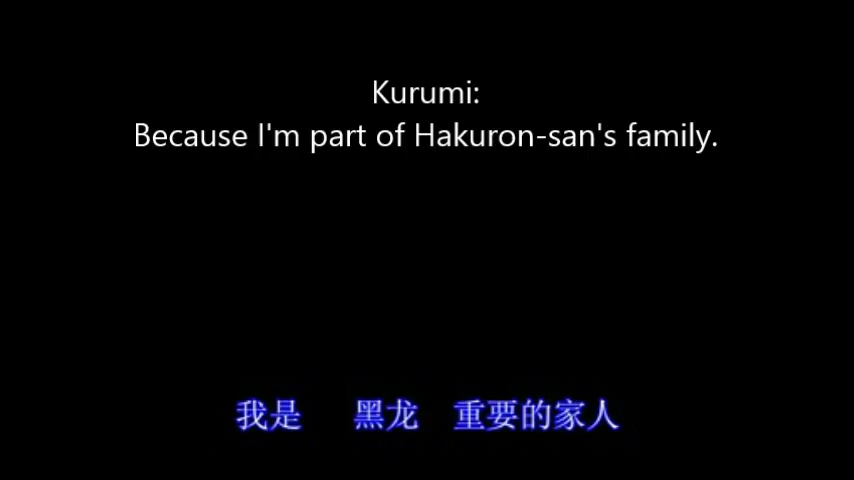 Kurumi:
Because I'm part of Hakuron-san's family.
我是 黑龙 重要的家人